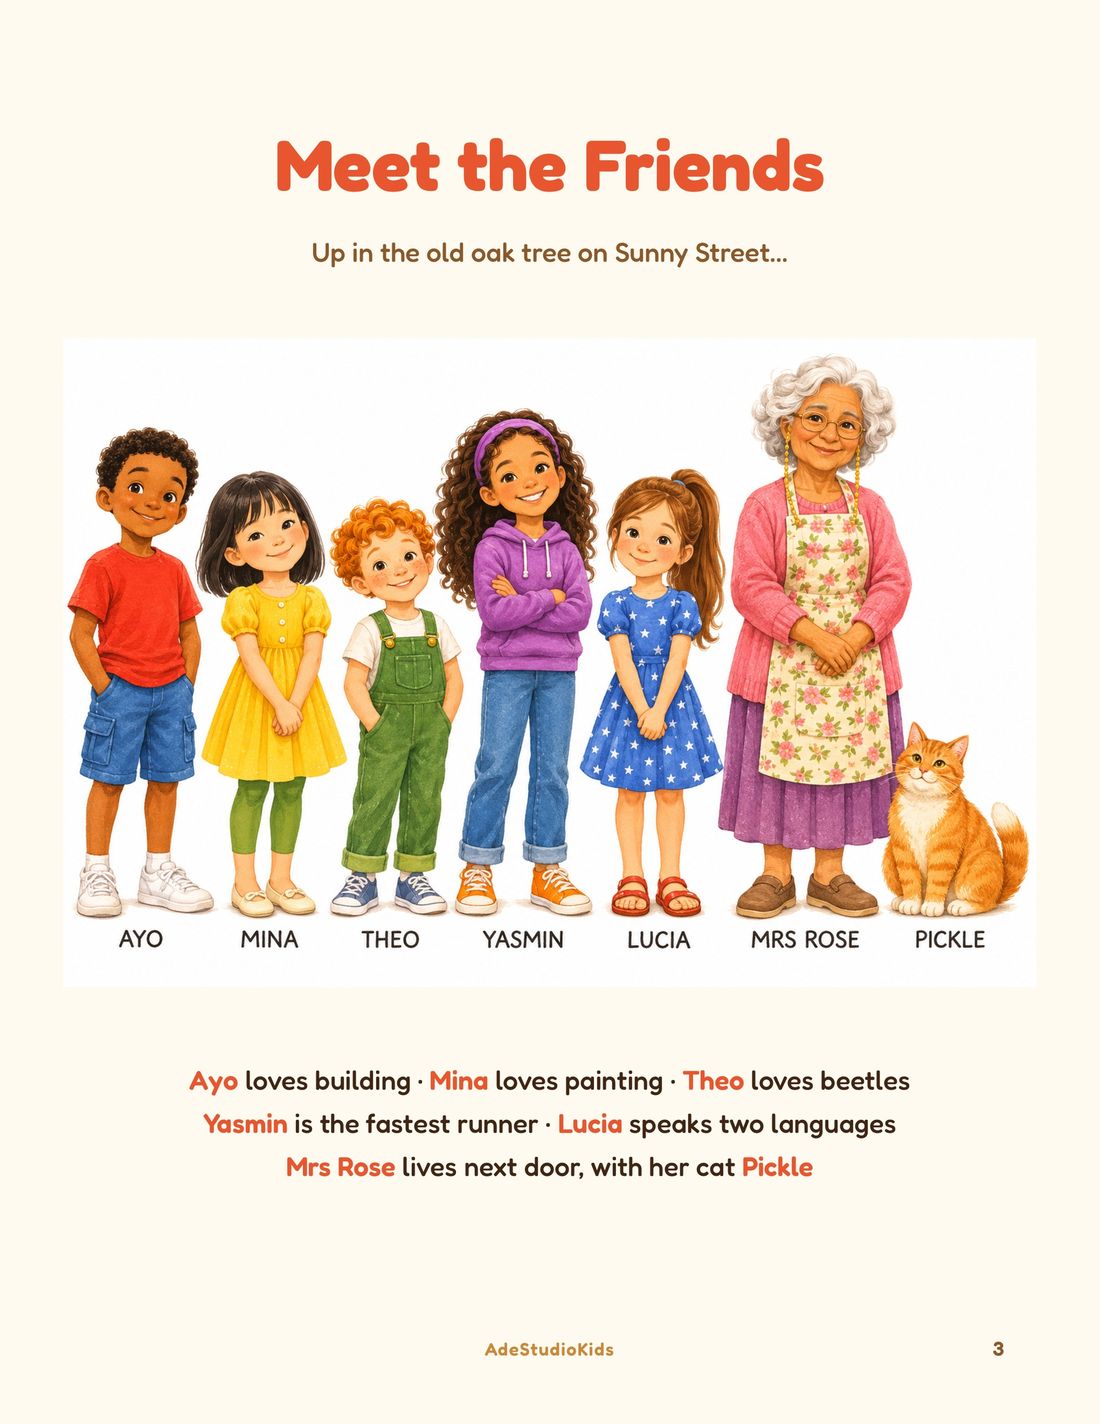 Meet the Friends
Up in the old oak tree on Sunny Street...
AYO
MINA
THEO
YASMIN
LUCIA
MRS ROSE
PICKLE
Ayo loves building · Mina loves painting · Theo loves beetles
Yasmin is the fastest runner · Lucia speaks two languages
Mrs Rose lives next door, with her cat Pickle
AdeStudioKids
3